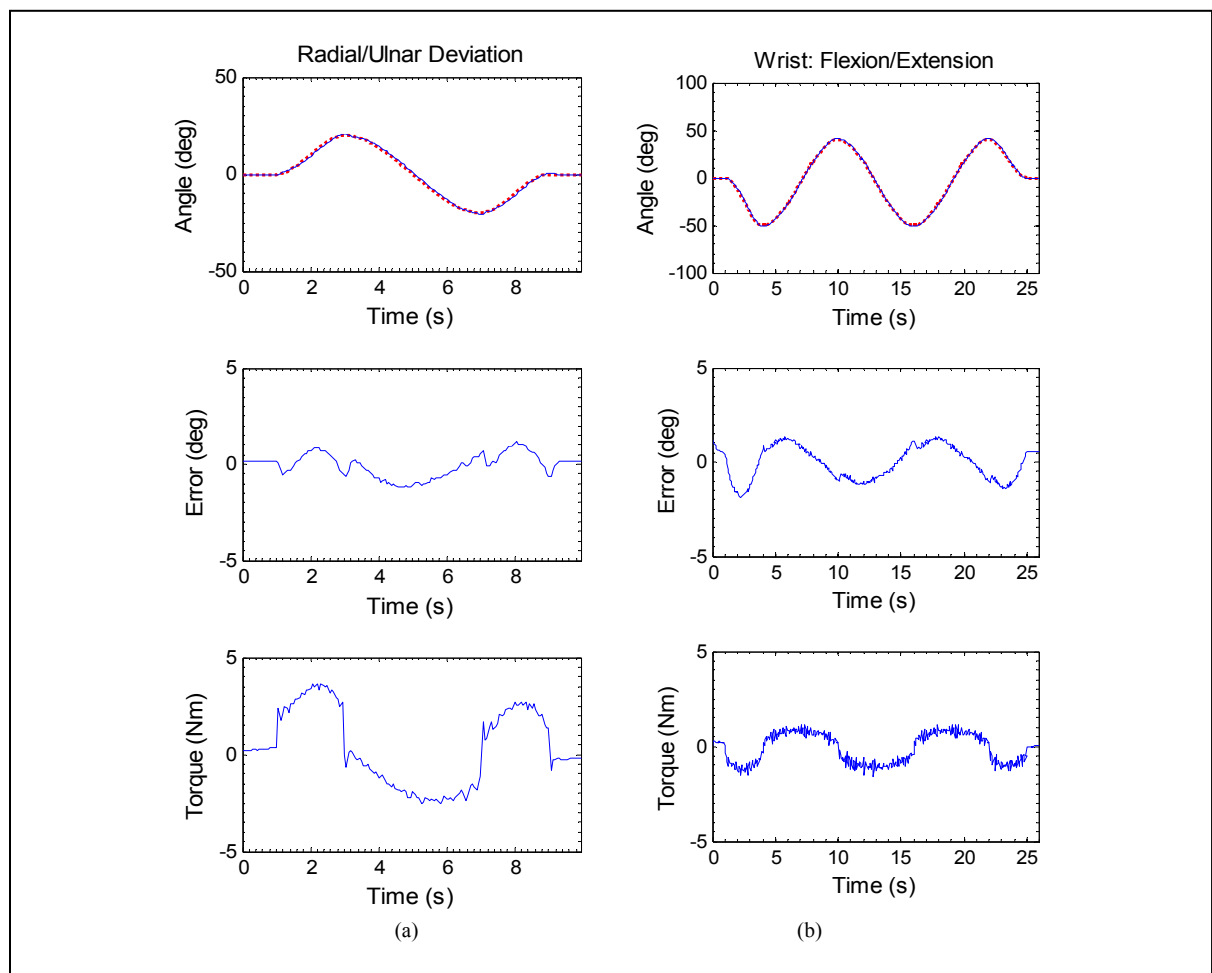 Radial/Ulnar Deviation
50
0
-50
Angle (deg)
0 2 4 6 8
Time (s)
5
0
-5
Error (deg)
0 2 4 6 8
Time (s)
5
0
-5
Torque (Nm)
0 2 4 6 8
Time (s)
(a)
Wrist: Flexion/Extension
100
50
0
-50
-100
Angle (deg)
0 5 10 15 20 25
Time (s)
5
0
-5
Error (deg)
0 5 10 15 20 25
Time (s)
5
0
-5
Torque (Nm)
0 5 10 15 20 25
Time (s)
(b)